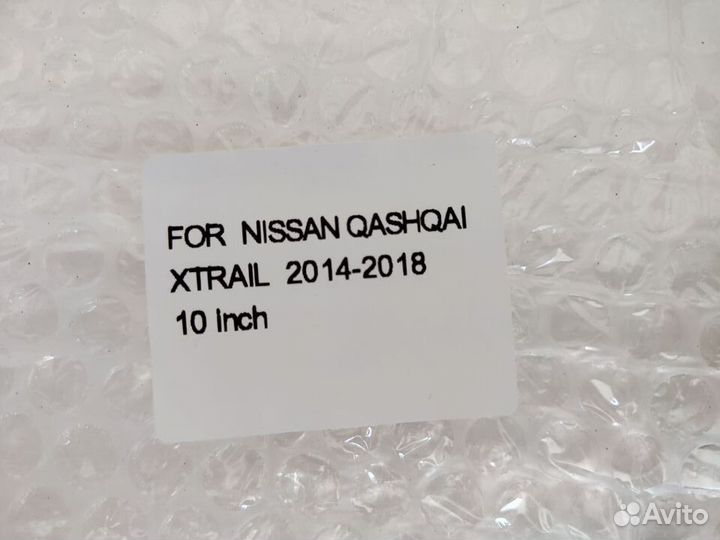 FOR NISSAN QASHQAI
XTRAIL 2014-2018
10 inch
Avito